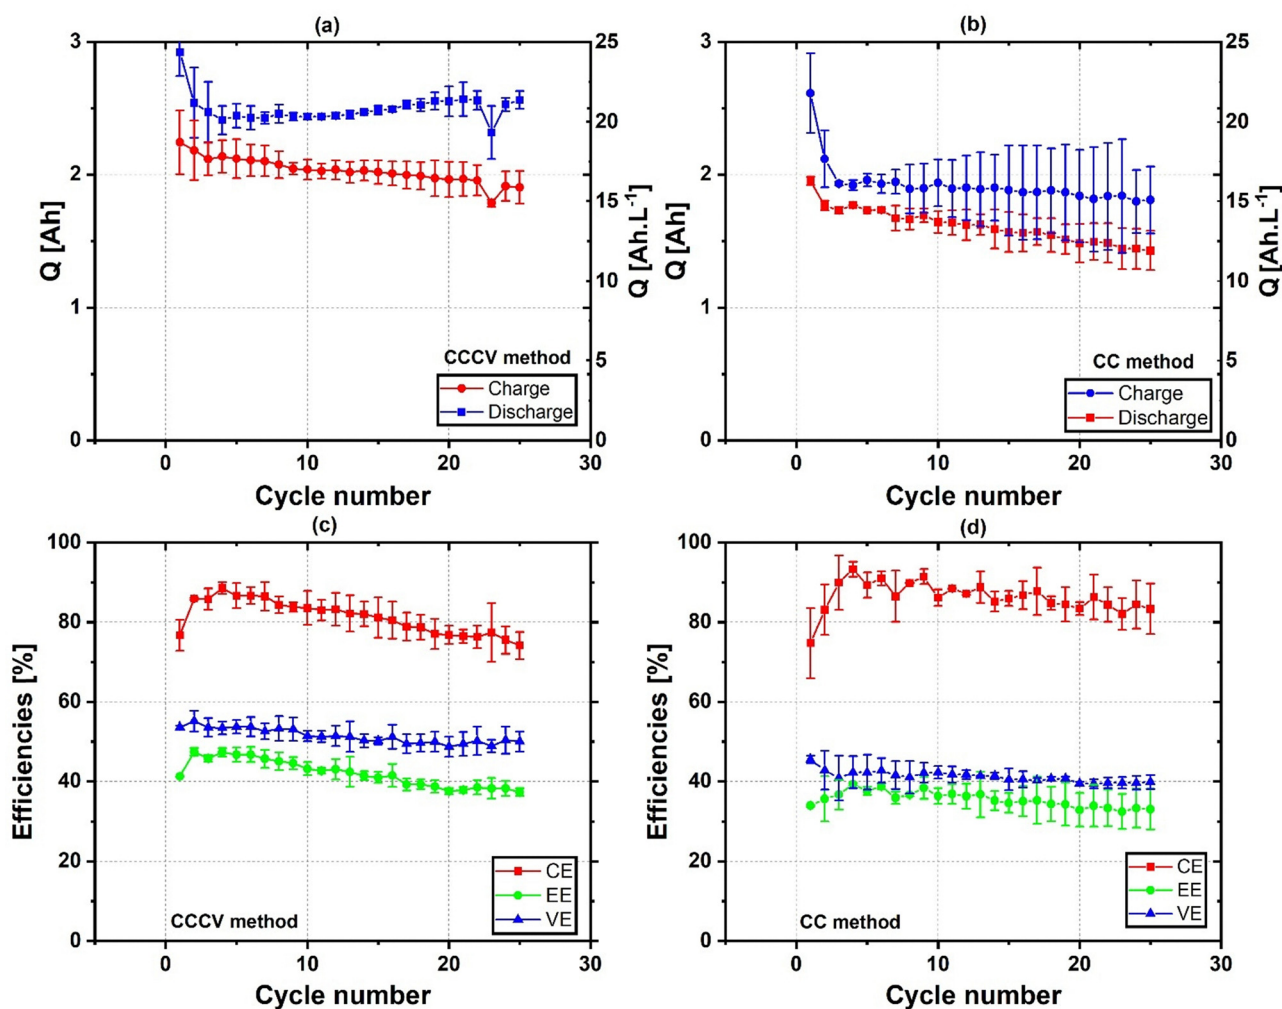 (a)
3
2
1
0
Q [Ah]
25
20
15
10
5
0
Q [Ah.L-1]
CCCV method
Charge
Discharge
0 10 20 30
Cycle number
(b)
3
2
1
0
Q [Ah]
25
20
15
10
5
0
Q [Ah.L-1]
CC method
Charge
Discharge
0 10 20 30
Cycle number
(c)
100
80
60
40
20
0
Efficiencies [%]
CE
EE
VE
CCCV method
0 10 20 30
Cycle number
(d)
100
80
60
40
20
0
Efficiencies [%]
CE
EE
VE
CC method
0 10 20 30
Cycle number